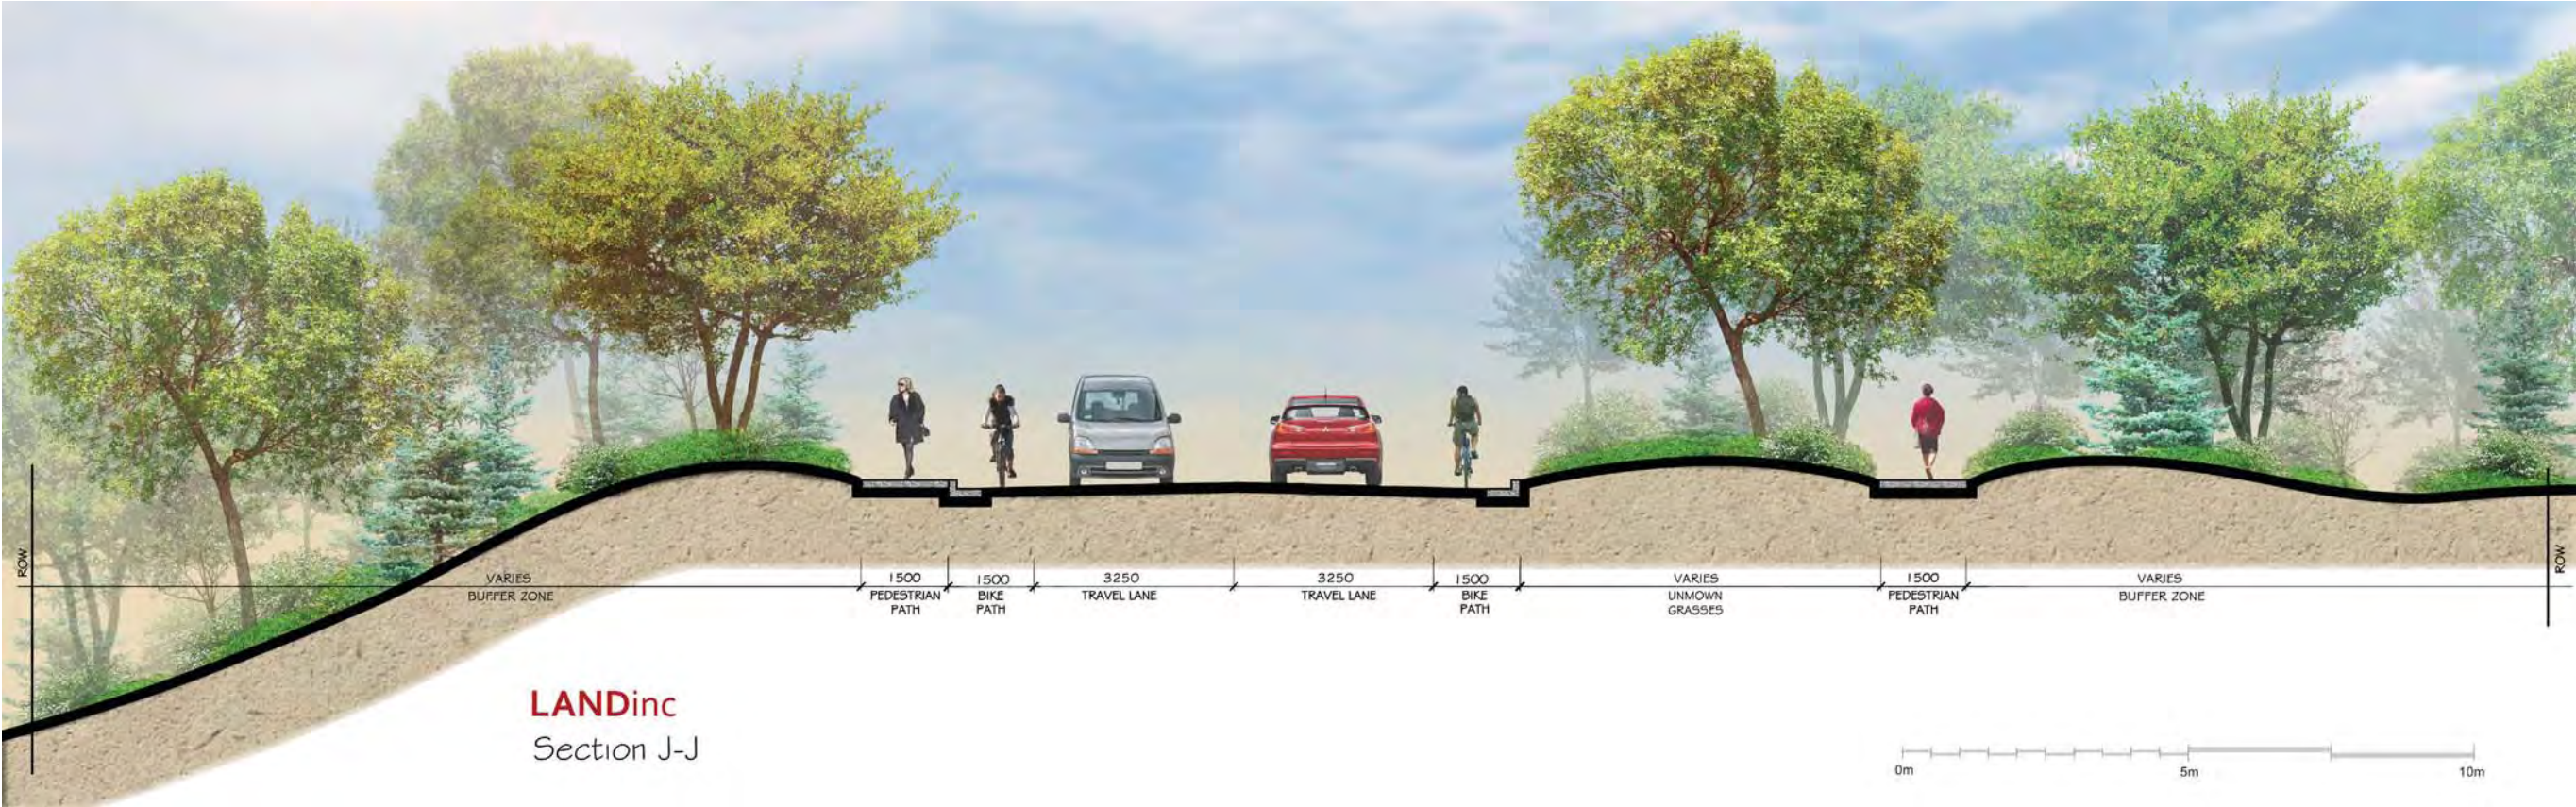 ROW
VARIES
BUFFER ZONE
1500
PEDESTRIAN
PATH
1500
BIKE
PATH
3250
TRAVEL LANE
3250
TRAVEL LANE
1500
BIKE
PATH
VARIES
UNMOWN
GRASSES
1500
PEDESTRIAN
PATH
VARIES
BUFFER ZONE
ROW
LANDinc
Section J-J
0m 5m 10m